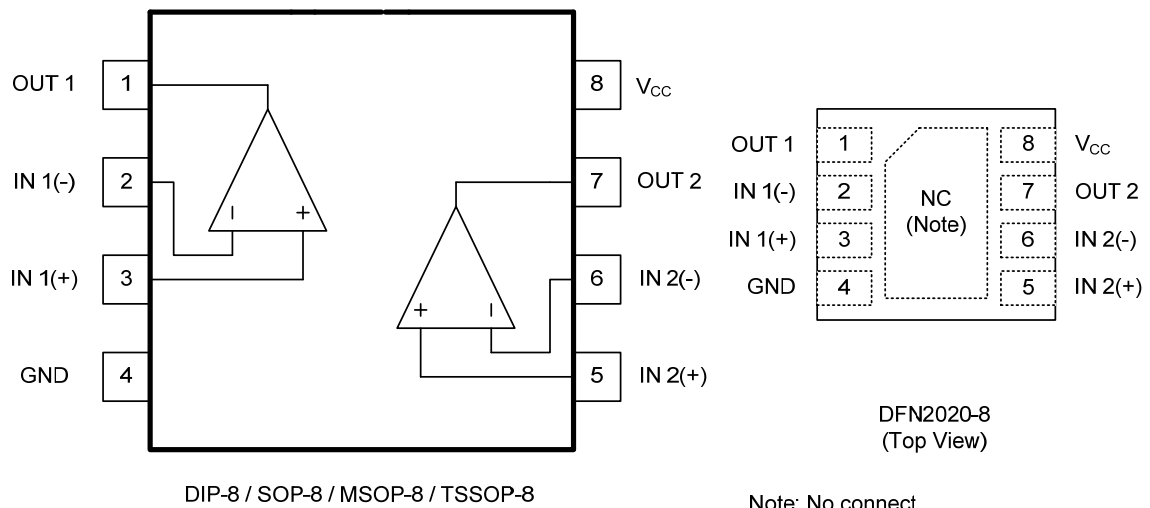 OUT 1
1
IN 1(-)
2
IN 1(+)
3
GND
4
− +
+ −
8
VCC
7
OUT 2
6
IN 2(-)
5
IN 2(+)
DIP-8 / SOP-8 / MSOP-8 / TSSOP-8
OUT 1
1
IN 1(-)
2
IN 1(+)
3
GND
4
NC
(Note)
8
VCC
7
OUT 2
6
IN 2(-)
5
IN 2(+)
DFN2020-8
(Top View)
Note: No connect